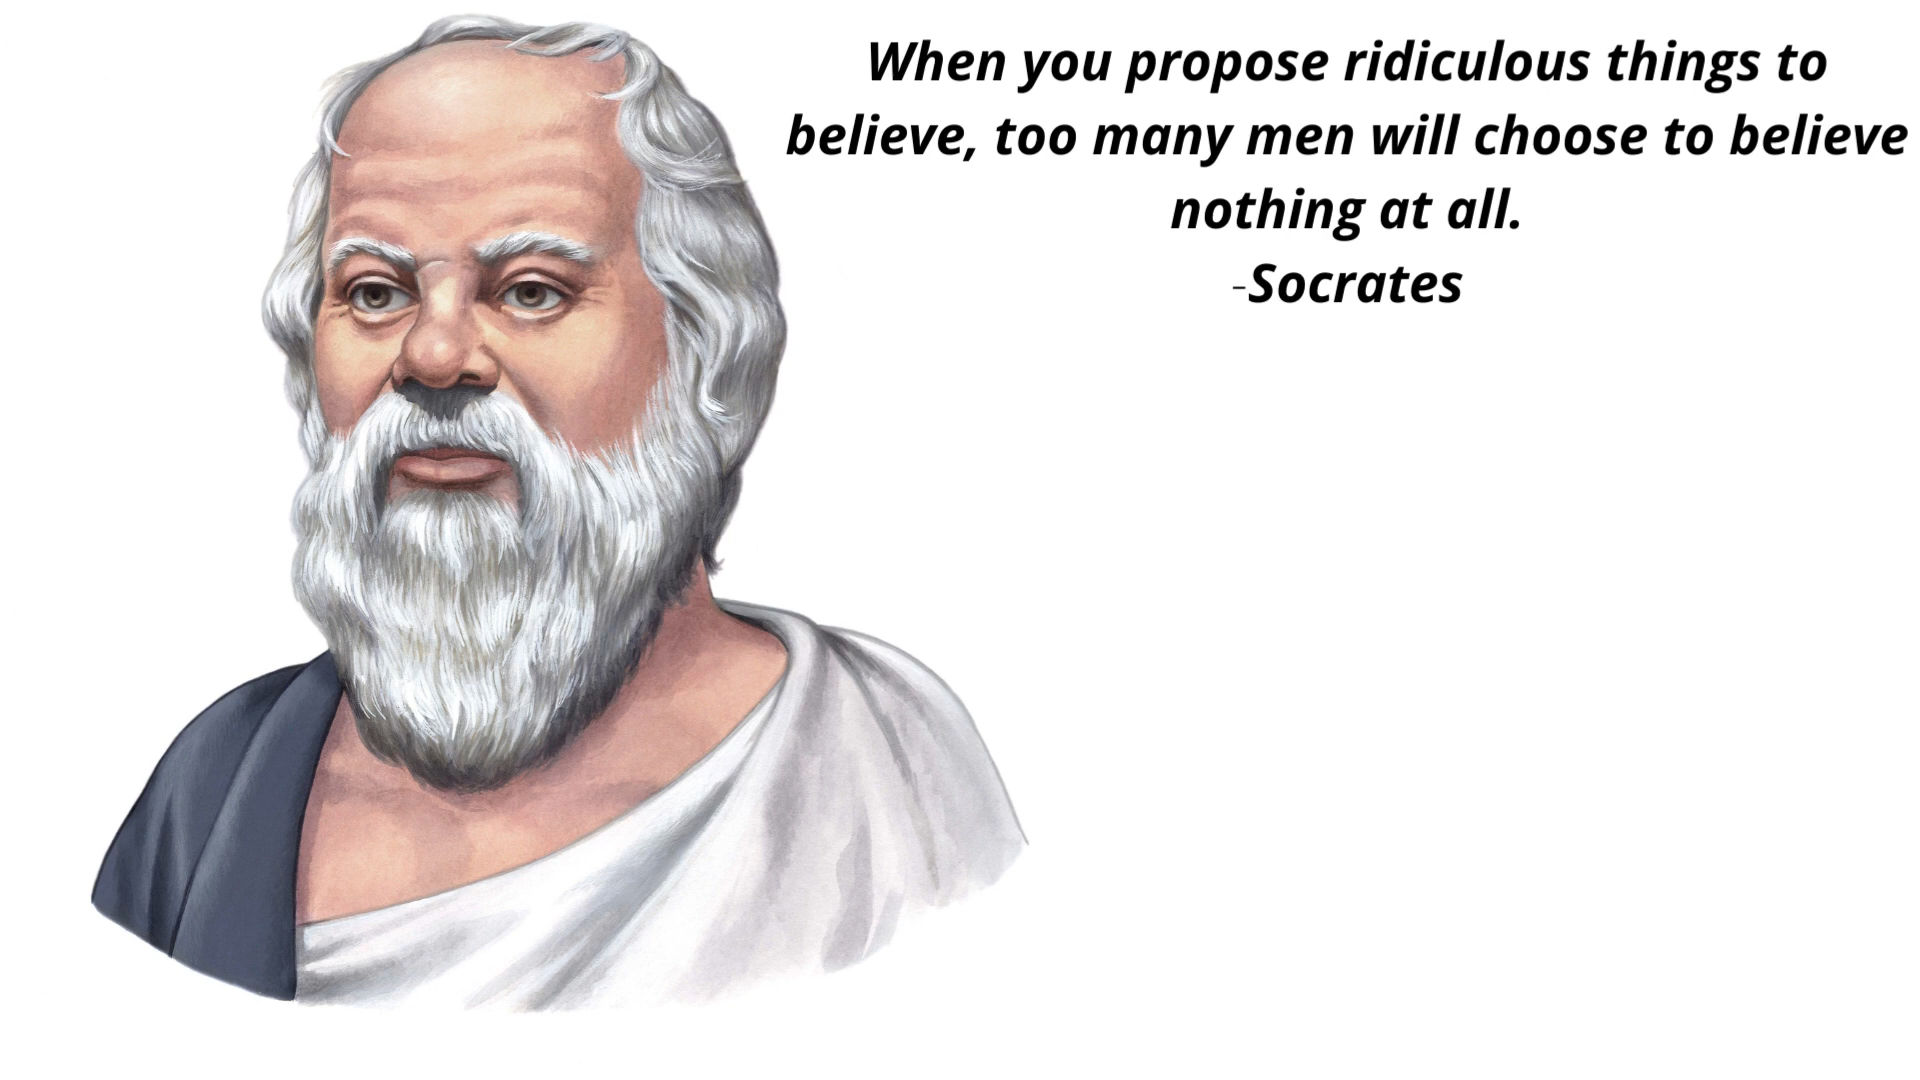 When you propose ridiculous things to
believe, too many men will choose to believe
nothing at all.
-Socrates